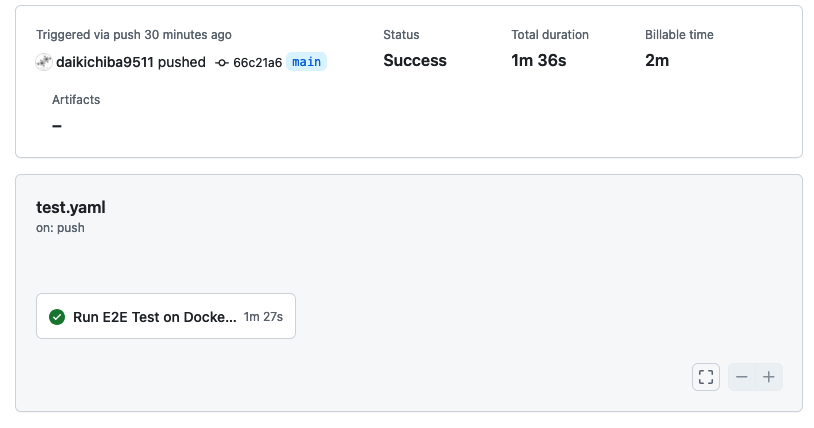 Triggered via push 30 minutes ago
daikichiba9511 pushed 66c21a6 main
Status
Success
Total duration
1m 36s
Billable time
2m
Artifacts
–
test.yaml
on: push
Run E2E Test on Docke... 1m 27s